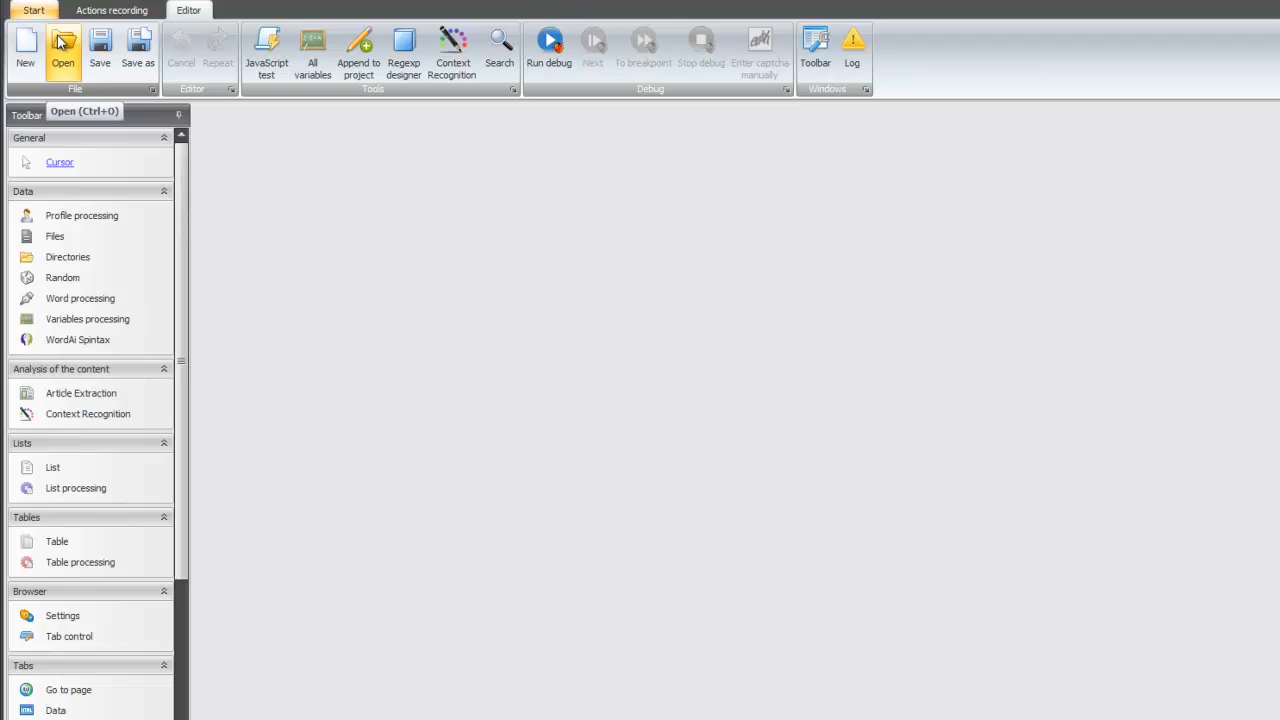 Start Actions recording Editor
New Open Save Save as Cancel Repeat JavaScript test All variables Append to project Regexp designer Context Recognition Search Run debug Next To breakpoint Stop debug Enter captcha manually Toolbar Log
File Editor Tools Debug Windows
Toolbar Open (Ctrl+O)
General
Cursor
Data
Profile processing
Files
Directories
Random
Word processing
Variables processing
WordAi Spintax
Analysis of the content
Article Extraction
Context Recognition
Lists
List
List processing
Tables
Table
Table processing
Browser
Settings
Tab control
Tabs
Go to page
Data